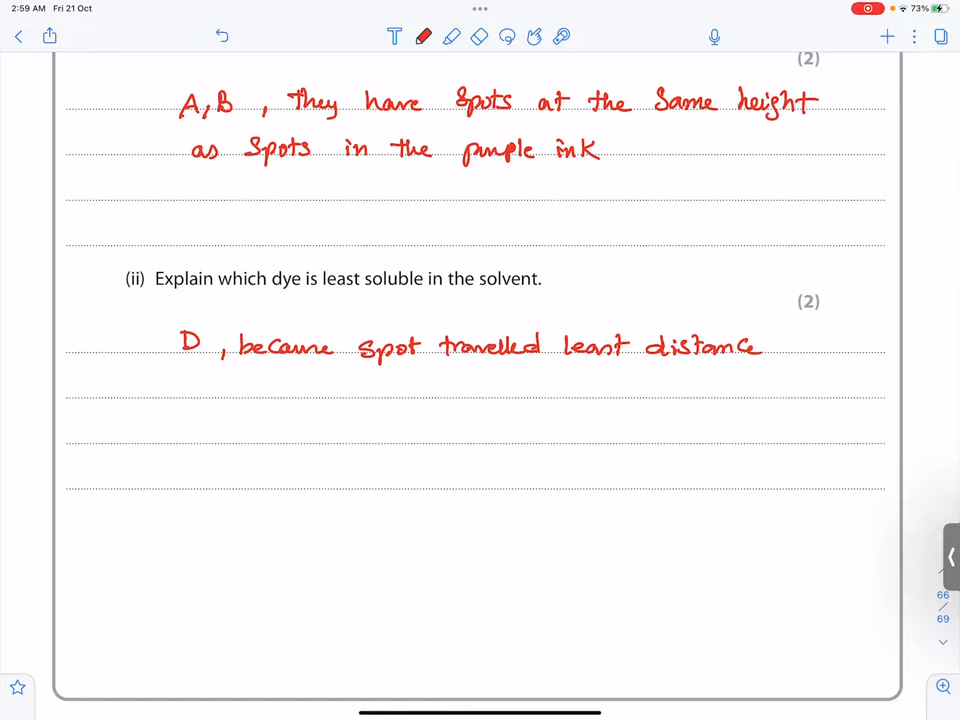 2:59 AM Fri 21 Oct
73%
(2)
A, B , They have spots at the same height
as spots in the purple ink
(ii) Explain which dye is least soluble in the solvent.
(2)
D , because spot travelled least distance
66
/
69